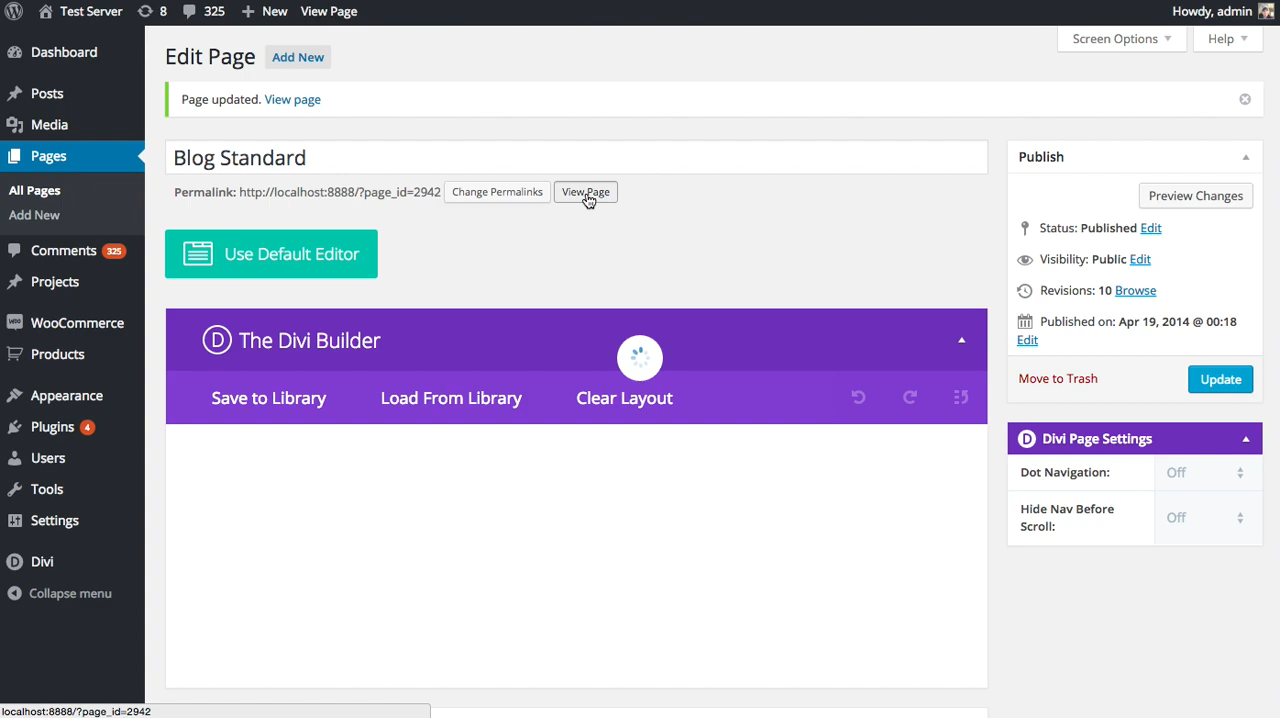 Test Server 8 325 New View Page Howdy, admin
Screen Options Help
Dashboard
Posts
Media
Pages
All Pages
Add New
Comments 325
Projects
WooCommerce
Products
Appearance
Plugins 4
Users
Tools
Settings
Divi
Collapse menu
Edit Page Add New
Page updated. View page
Blog Standard
Permalink: http://localhost:8888/?page_id=2942 Change Permalinks View Page
Use Default Editor
The Divi Builder
Save to Library Load From Library Clear Layout
Publish
Preview Changes
Status: Published Edit
Visibility: Public Edit
Revisions: 10 Browse
Published on: Apr 19, 2014 @ 00:18
Edit
Move to Trash Update
Divi Page Settings
Dot Navigation: Off
Hide Nav Before
Scroll: Off
localhost:8888/?page_id=2942